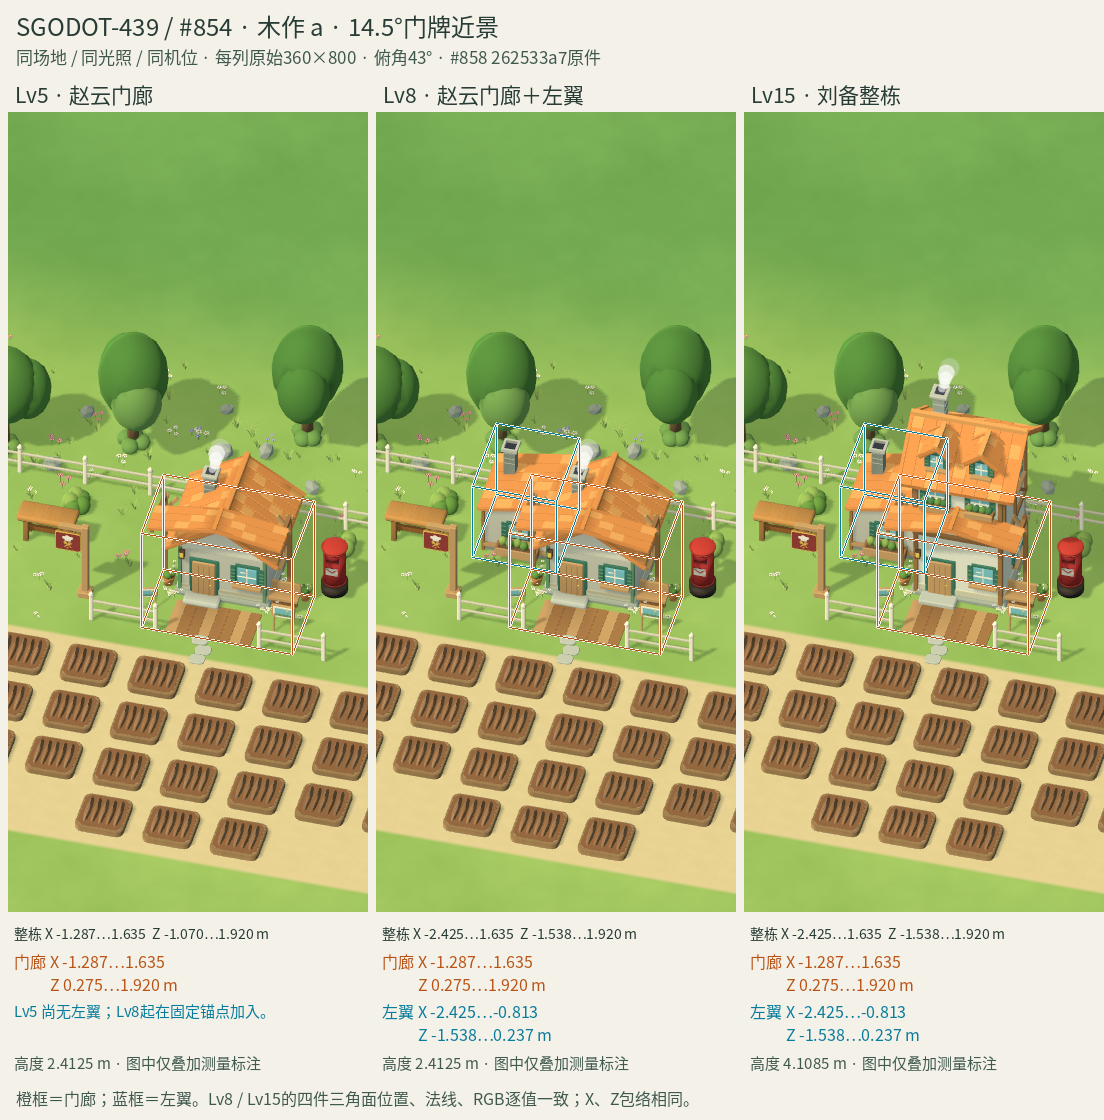 SGODOT-439 / #854 · 木作 a · 14.5°门牌近景
同场地 / 同光照 / 同机位 · 每列原始360×800 · 俯角43° · #858 262533a7原件
Lv5 · 赵云门廊
Lv8 · 赵云门廊＋左翼
Lv15 · 刘备整栋
整栋 X -1.287…1.635 Z -1.070…1.920 m
门廊 X -1.287…1.635
Z 0.275…1.920 m
Lv5 尚无左翼；Lv8起在固定锚点加入。
高度 2.4125 m · 图中仅叠加测量标注
整栋 X -2.425…1.635 Z -1.538…1.920 m
门廊 X -1.287…1.635
Z 0.275…1.920 m
左翼 X -2.425…-0.813
Z -1.538…0.237 m
高度 2.4125 m · 图中仅叠加测量标注
整栋 X -2.425…1.635 Z -1.538…1.920 m
门廊 X -1.287…1.635
Z 0.275…1.920 m
左翼 X -2.425…-0.813
Z -1.538…0.237 m
高度 4.1085 m · 图中仅叠加测量标注
橙框＝门廊；蓝框＝左翼。Lv8 / Lv15的四件三角面位置、法线、RGB逐值一致；X、Z包络相同。